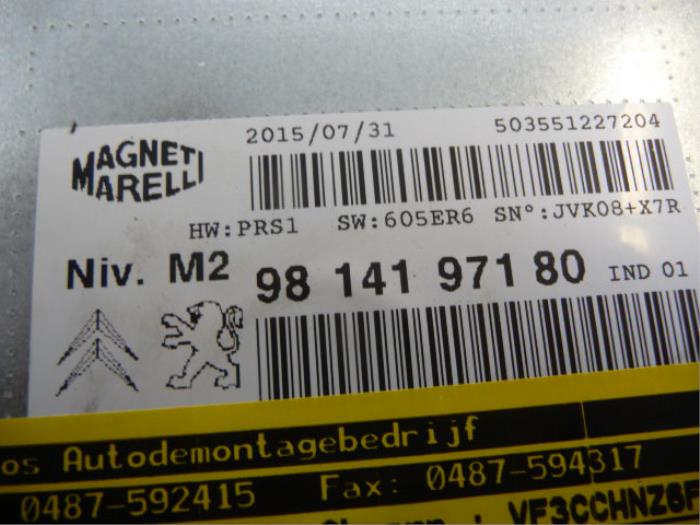 2015/07/31 503551227204
MAGNETI
MARELLI
HW:PRS1 SW:605ER6 SN°:JVK08+X7R
Niv. M2 98 141 971 80 IND 01
os Autodemontagebedrijf
0487-592415 Fax: 0487-594317